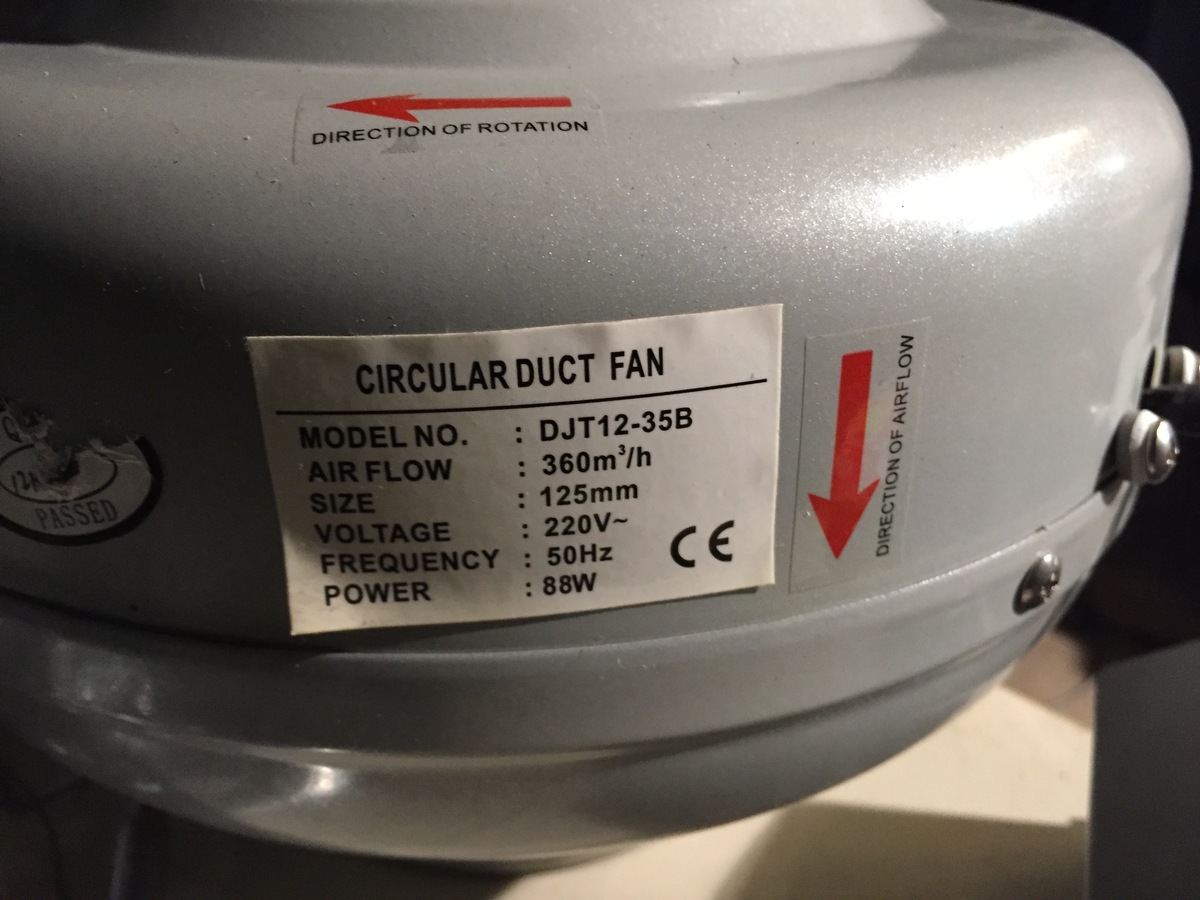 DIRECTION OF ROTATION
CIRCULAR DUCT FAN
MODEL NO. : DJT12-35B
AIR FLOW : 360m³/h
SIZE : 125mm
VOLTAGE : 220V~
FREQUENCY : 50Hz
POWER : 88W
CE
DIRECTION OF AIRFLOW
PASSED